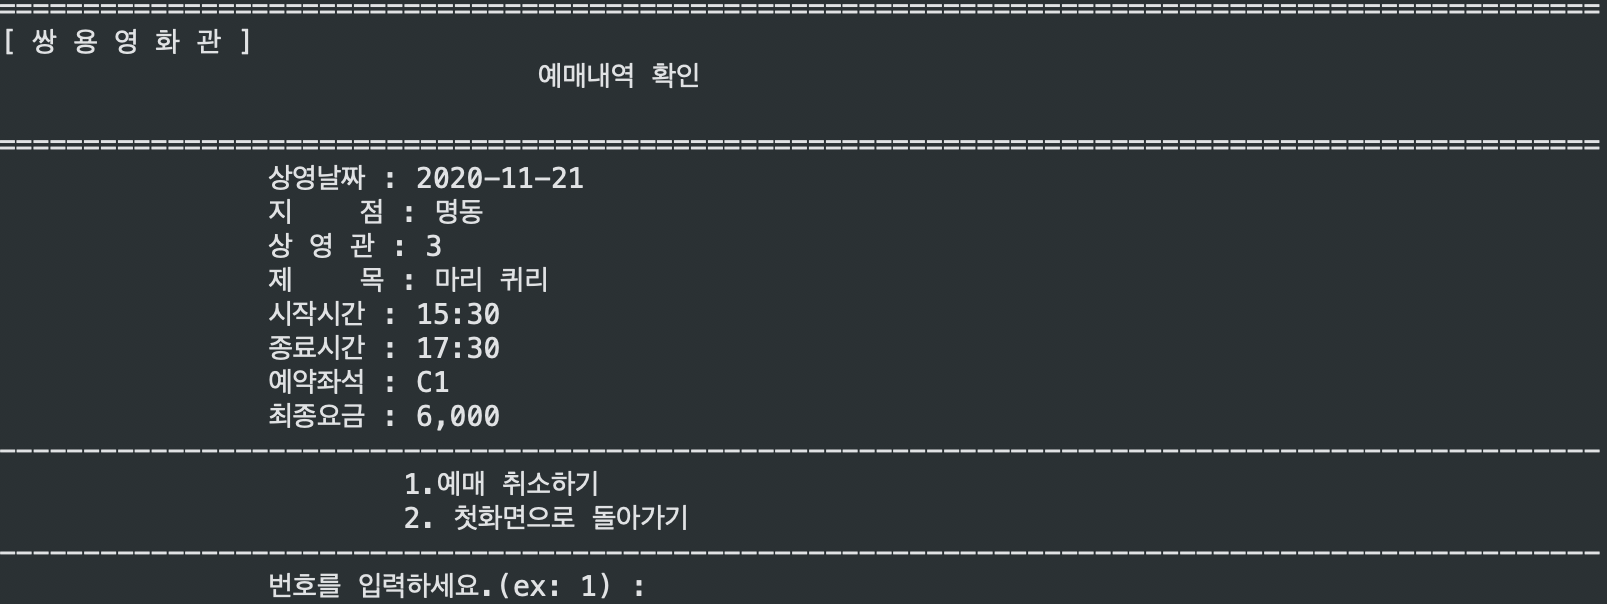 ================================================================================================
[ 쌍 용 영 화 관 ]
예매내역 확인
================================================================================================
상영날짜 : 2020-11-21
지    점 : 명동
상 영 관 : 3
제    목 : 마리 퀴리
시작시간 : 15:30
종료시간 : 17:30
예약좌석 : C1
최종요금 : 6,000
------------------------------------------------------------------------------------------------
1.예매 취소하기
2. 첫화면으로 돌아가기
------------------------------------------------------------------------------------------------
번호를 입력하세요.(ex: 1) :